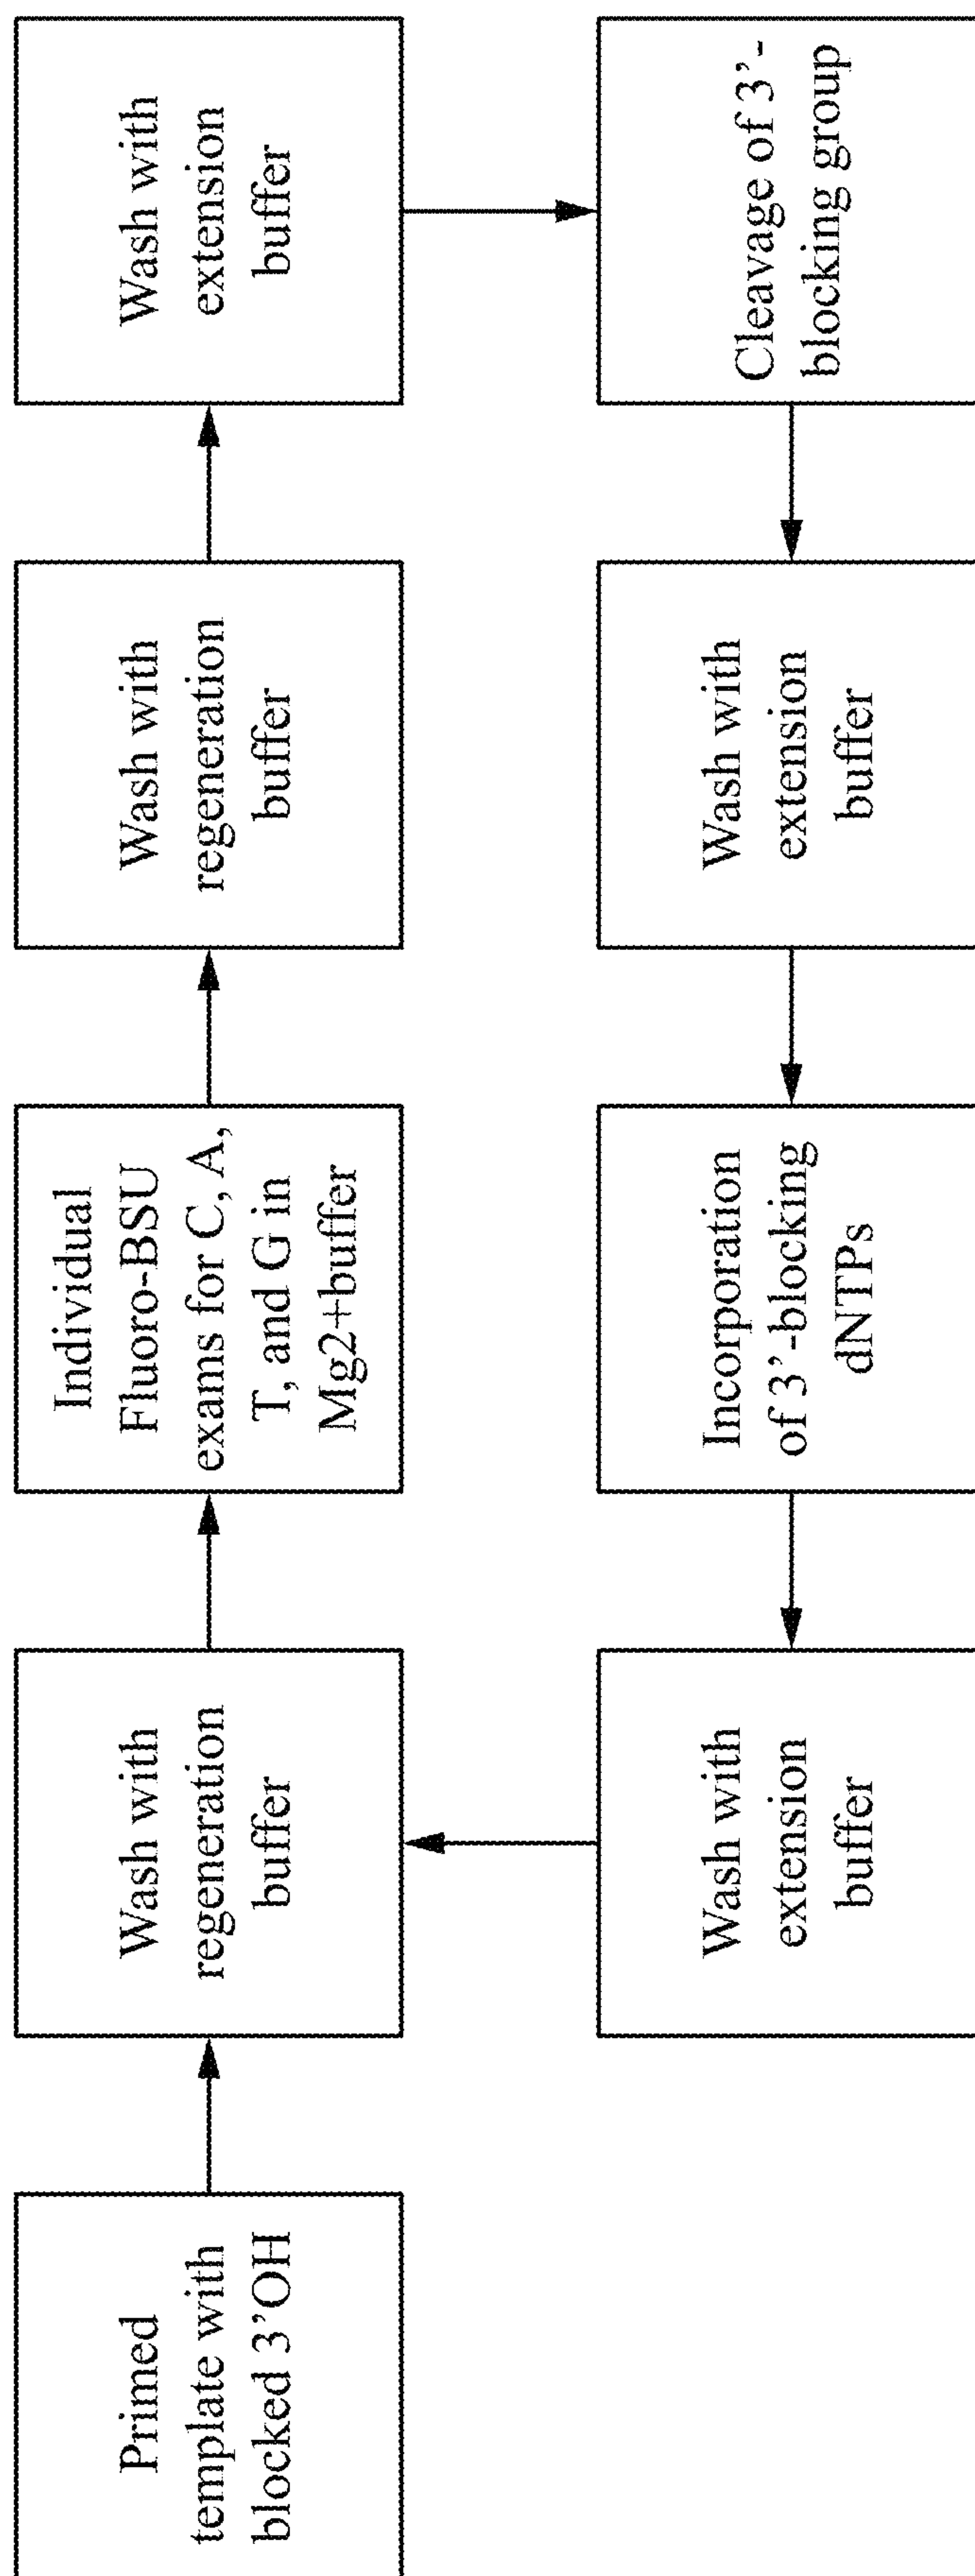 Primed
template with
blocked 3’OH
Wash with
regeneration
buffer
Individual
Fluoro-BSU
exams for C, A,
T, and G in
Mg2+buffer
Wash with
regeneration
buffer
Wash with
extension
buffer
Cleavage of 3’-
blocking group
Wash with
extension
buffer
Incorporation
of 3’-blocking
dNTPs
Wash with
extension
buffer